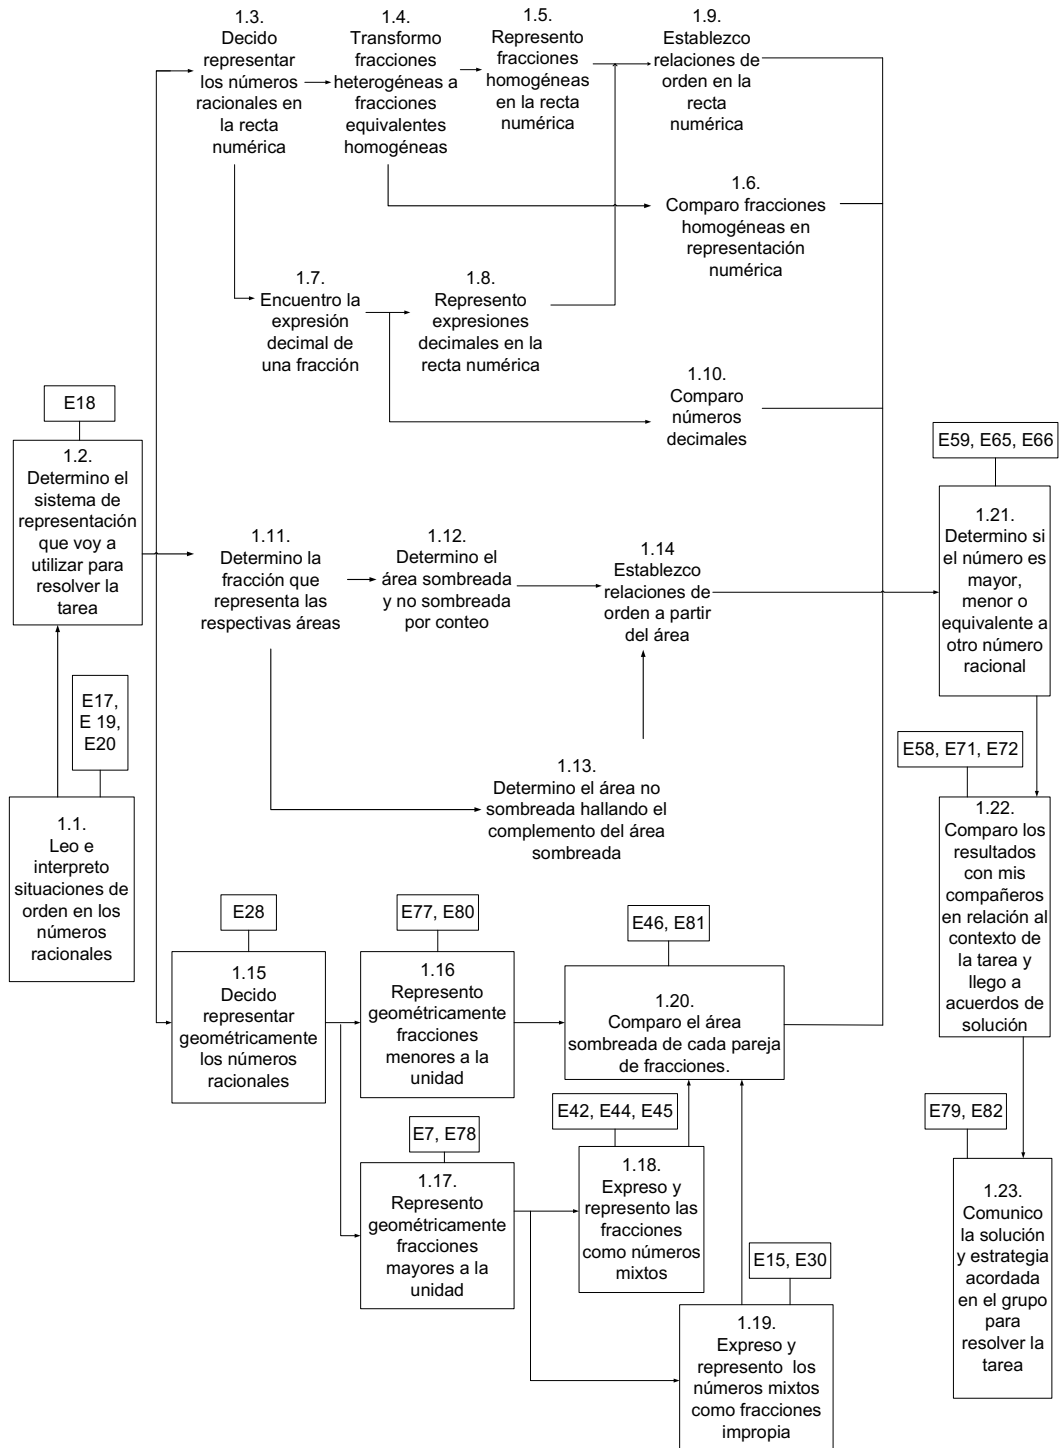 1.3.
Decido
representar
los números
racionales en
la recta
numérica
1.4.
Transformo
fracciones
heterogéneas a
fracciones
equivalentes
homogéneas
1.5.
Represento
fracciones
homogéneas
en la recta
numérica
1.9.
Establezco
relaciones de
orden en la
recta
numérica
1.6.
Comparo fracciones
homogéneas en
representación
numérica
1.7.
Encuentro la
expresión
decimal de
una fracción
1.8.
Represento
expresiones
decimales en la
recta numérica
1.10.
Comparo
números
decimales
E18
1.2.
Determino el
sistema de
representación
que voy a
utilizar para
resolver la
tarea
E17,
E 19,
E20
1.1.
Leo e
interpreto
situaciones de
orden en los
números
racionales
1.11.
Determino la
fracción que
representa las
respectivas áreas
1.12.
Determino el
área sombreada
y no sombreada
por conteo
1.14
Establezco
relaciones de
orden a partir
del área
1.13.
Determino el área no
sombreada hallando el
complemento del área
sombreada
E28
1.15
Decido
representar
geométricamente
los números
racionales
E77, E80
1.16
Represento
geométricamente
fracciones
menores a la
unidad
E46, E81
1.20.
Comparo el área
sombreada de cada pareja
de fracciones.
E7, E78
1.17.
Represento
geométricamente
fracciones
mayores a la
unidad
E42, E44, E45
1.18.
Expreso y
represento las
fracciones
como números
mixtos
E15, E30
1.19.
Expreso y
represento los
números mixtos
como fracciones
impropia
E59, E65, E66
1.21.
Determino si
el número es
mayor,
menor o
equivalente a
otro número
racional
E58, E71, E72
1.22.
Comparo los
resultados
con mis
compañeros
en relación al
contexto de
la tarea y
llego a
acuerdos de
solución
E79, E82
1.23.
Comunico
la solución
y estrategia
acordada
en el grupo
para
resolver la
tarea